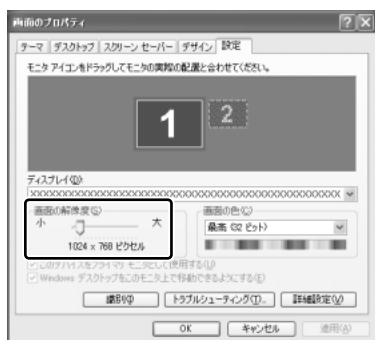 画面のプロパティ
テーマ デスクトップ スクリーン セーバー デザイン 設定
モニタ アイコンをドラッグしてモニタの実際の配置と合わせてください。
1 2
ディスプレイ(D):
XXXXXXXXXXXXXXXXXXXXXXXXXXXXXXXXXXXXXXXXXXXXXXXX
画面の解像度(S)
小 大
1024 x 768 ピクセル
画面の色(C)
最高 (32 ビット)
このデバイスをプライマリ モニタとして使用する(U)
Windows デスクトップをこのモニタ上で移動できるようにする(E)
識別(I) トラブルシューティング(T)... 詳細設定(V)
OK キャンセル 適用(A)